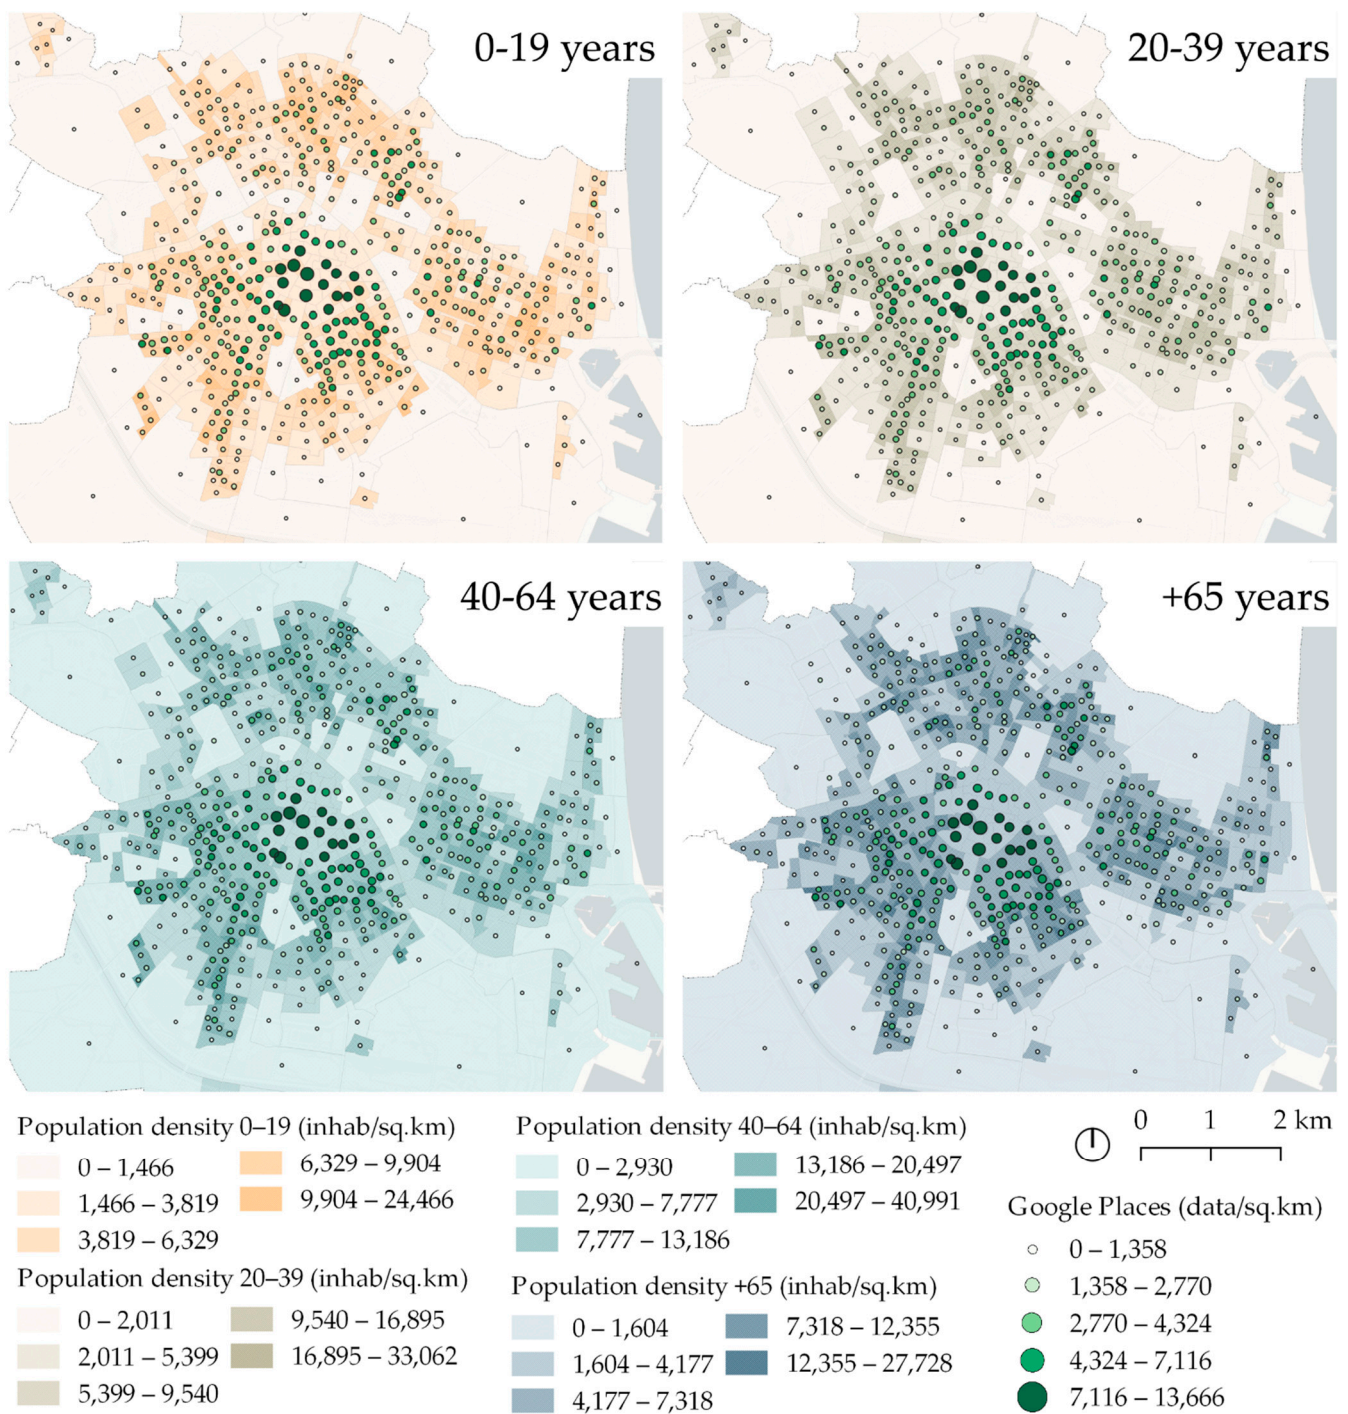 0-19 years
20-39 years
40-64 years
+65 years
Population density 0–19 (inhab/sq.km)
0 – 1,466
1,466 – 3,819
3,819 – 6,329
6,329 – 9,904
9,904 – 24,466
Population density 20–39 (inhab/sq.km)
0 – 2,011
2,011 – 5,399
5,399 – 9,540
9,540 – 16,895
16,895 – 33,062
Population density 40–64 (inhab/sq.km)
0 – 2,930
2,930 – 7,777
7,777 – 13,186
13,186 – 20,497
20,497 – 40,991
Population density +65 (inhab/sq.km)
0 – 1,604
1,604 – 4,177
4,177 – 7,318
7,318 – 12,355
12,355 – 27,728
0 1 2 km
Google Places (data/sq.km)
0 – 1,358
1,358 – 2,770
2,770 – 4,324
4,324 – 7,116
7,116 – 13,666